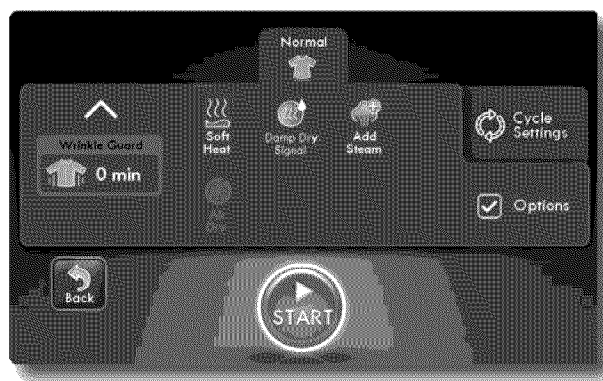 Normal
Wrinkle Guard
0 min
Soft
Heat
Damp Dry
Signal
Add
Steam
Cycle
Settings
Options
Back
START